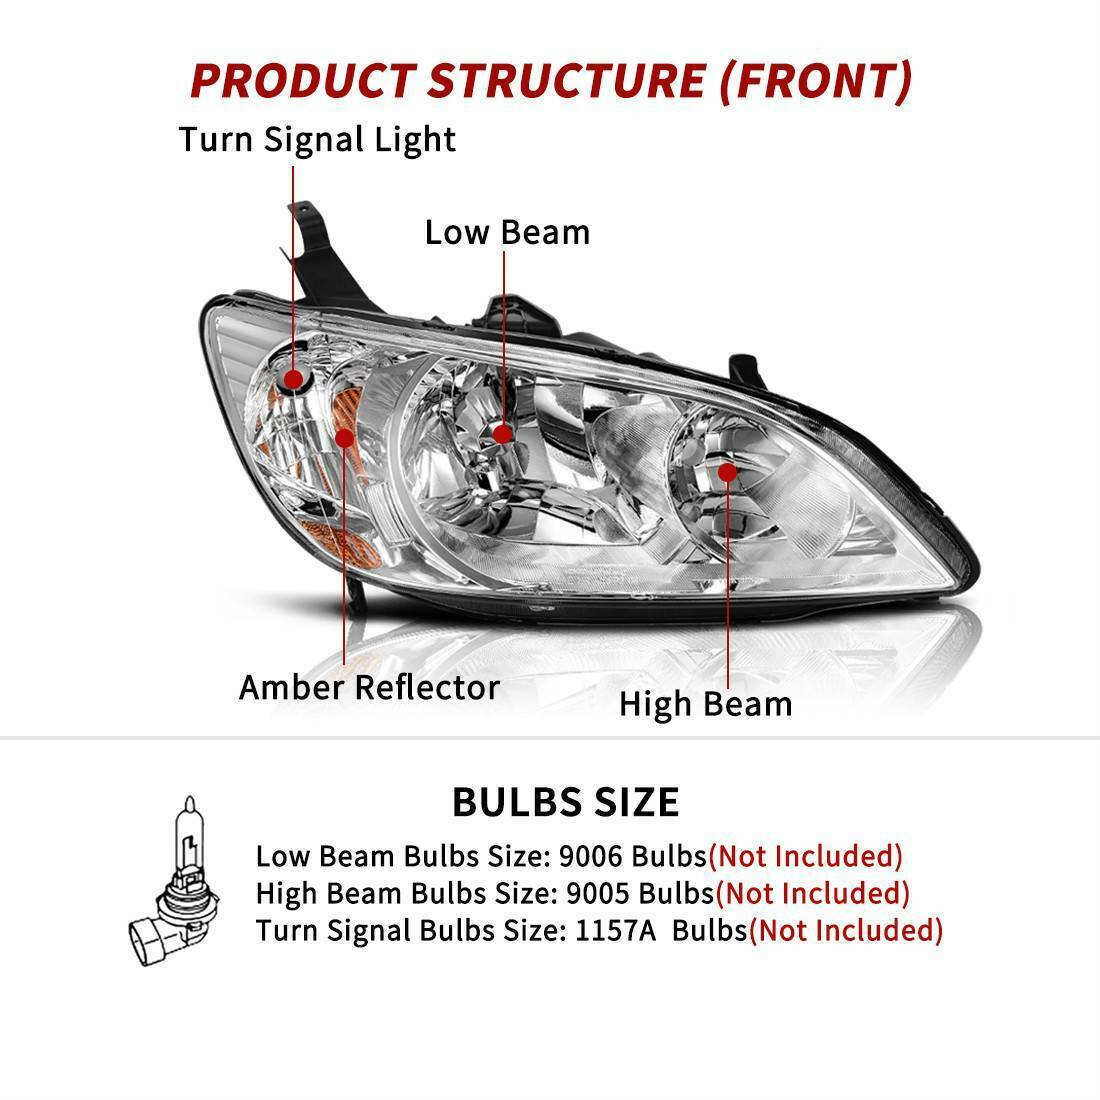 PRODUCT STRUCTURE (FRONT)
Turn Signal Light
Low Beam
Amber Reflector
High Beam
BULBS SIZE
Low Beam Bulbs Size: 9006 Bulbs(Not Included)
High Beam Bulbs Size: 9005 Bulbs(Not Included)
Turn Signal Bulbs Size: 1157A  Bulbs(Not Included)